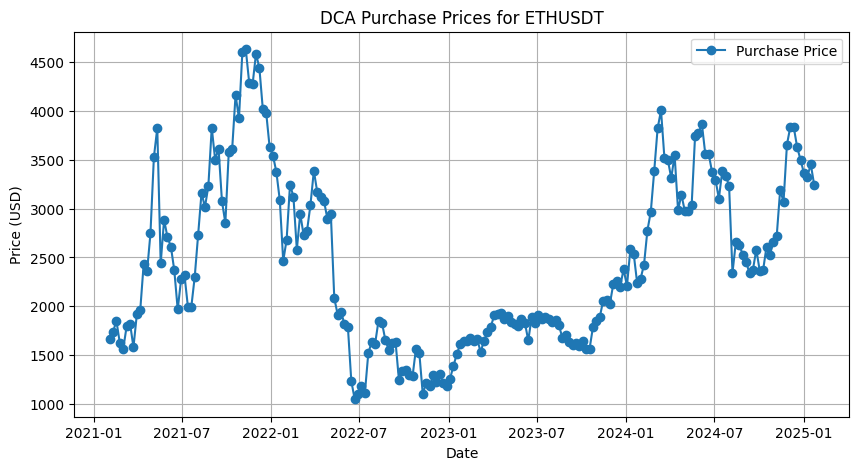 DCA Purchase Prices for ETHUSDT
Purchase Price
Price (USD)
4500
4000
3500
3000
2500
2000
1500
1000
2021-01 2021-07 2022-01 2022-07 2023-01 2023-07 2024-01 2024-07 2025-01
Date